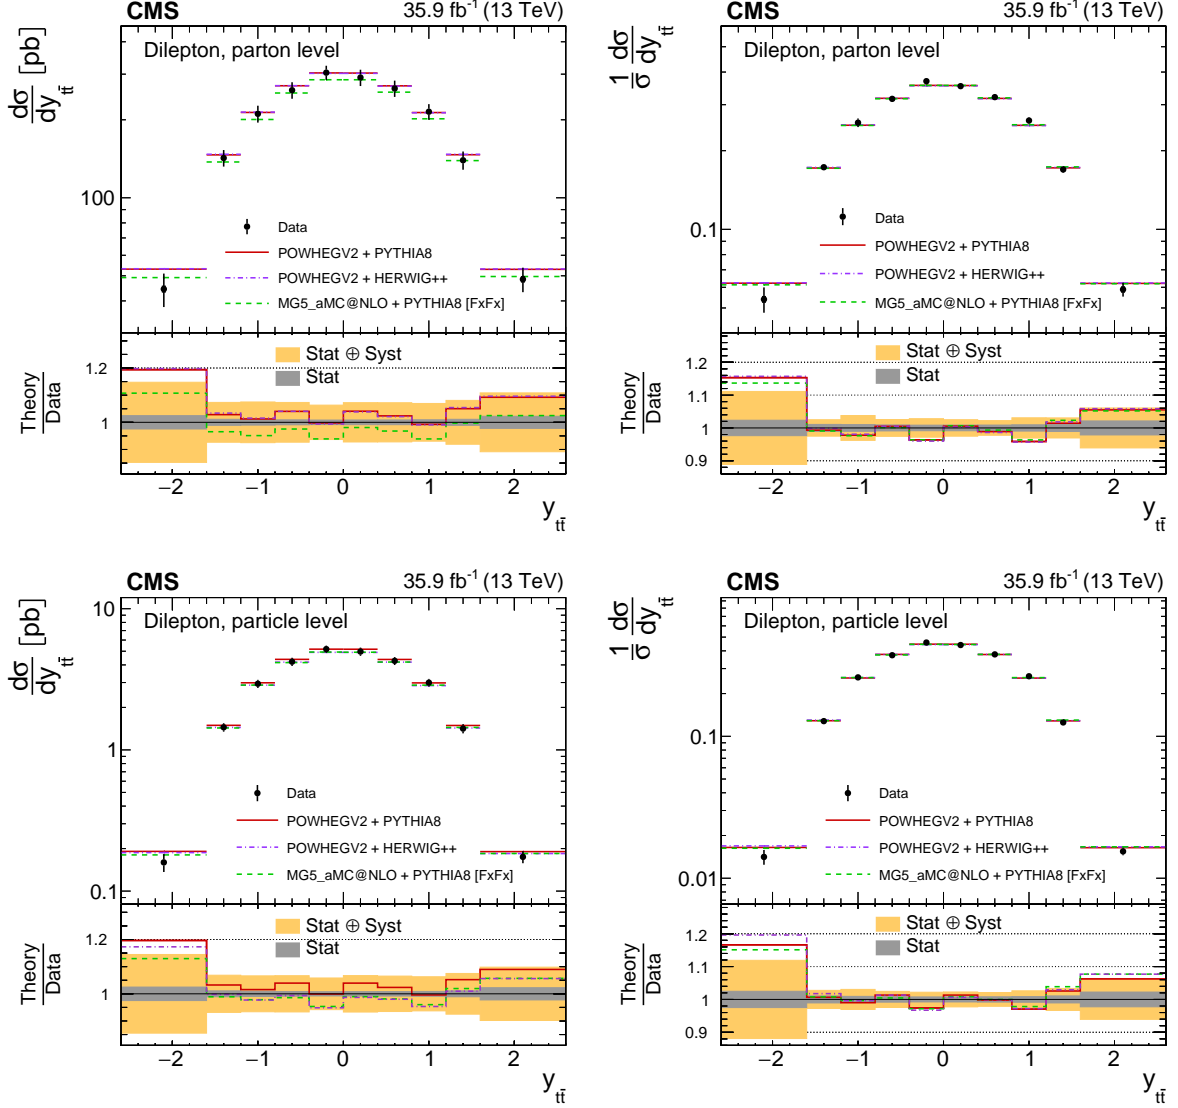 CMS 35.9 fb⁻¹ (13 TeV)
Dilepton, parton level
dσ/dy_tt̄ [pb]
100
Data
POWHEGV2 + PYTHIA8
POWHEGV2 + HERWIG++
MG5_aMC@NLO + PYTHIA8 [FxFx]
Theory/Data
1.2
1
Stat ⊕ Syst
Stat
−2 −1 0 1 2
y_tt̄
CMS 35.9 fb⁻¹ (13 TeV)
Dilepton, parton level
1/σ dσ/dy_tt̄
0.1
Data
POWHEGV2 + PYTHIA8
POWHEGV2 + HERWIG++
MG5_aMC@NLO + PYTHIA8 [FxFx]
Theory/Data
1.2
1.1
1
0.9
Stat ⊕ Syst
Stat
−2 −1 0 1 2
y_tt̄
CMS 35.9 fb⁻¹ (13 TeV)
Dilepton, particle level
dσ/dy_tt̄ [pb]
10
1
0.1
Data
POWHEGV2 + PYTHIA8
POWHEGV2 + HERWIG++
MG5_aMC@NLO + PYTHIA8 [FxFx]
Theory/Data
1.2
1
Stat ⊕ Syst
Stat
−2 −1 0 1 2
y_tt̄
CMS 35.9 fb⁻¹ (13 TeV)
Dilepton, particle level
1/σ dσ/dy_tt̄
0.1
0.01
Data
POWHEGV2 + PYTHIA8
POWHEGV2 + HERWIG++
MG5_aMC@NLO + PYTHIA8 [FxFx]
Theory/Data
1.2
1.1
1
0.9
Stat ⊕ Syst
Stat
−2 −1 0 1 2
y_tt̄